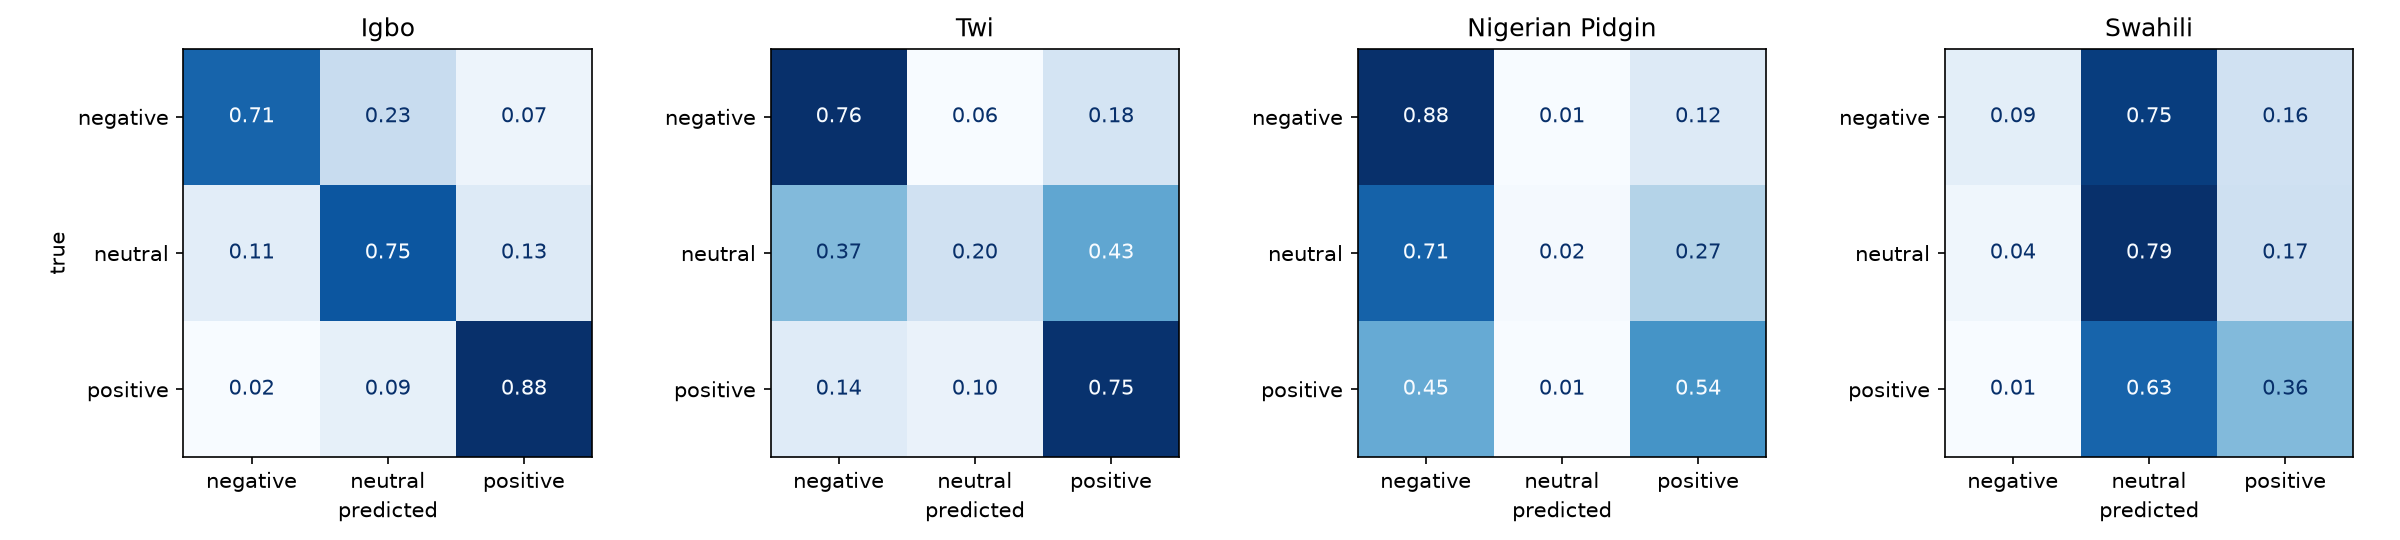 Igbo Twi Nigerian Pidgin Swahili
negative 0.71 0.23 0.07 negative 0.76 0.06 0.18 negative 0.88 0.01 0.12 negative 0.09 0.75 0.16
true neutral 0.11 0.75 0.13 neutral 0.37 0.20 0.43 neutral 0.71 0.02 0.27 neutral 0.04 0.79 0.17
positive 0.02 0.09 0.88 positive 0.14 0.10 0.75 positive 0.45 0.01 0.54 positive 0.01 0.63 0.36
negative neutral positive negative neutral positive negative neutral positive negative neutral positive
predicted predicted predicted predicted